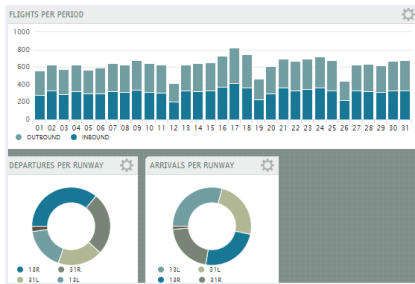 FLIGHTS PER PERIOD
1000
800
600
400
200
0
01 02 03 04 05 06 07 08 09 10 11 12 13 14 15 16 17 18 19 20 21 22 23 24 25 26 27 28 29 30 31
OUTBOUND INBOUND
DEPARTURES PER RUNWAY
13R 31R
31L 13L
ARRIVALS PER RUNWAY
13L 31L
13R 31R